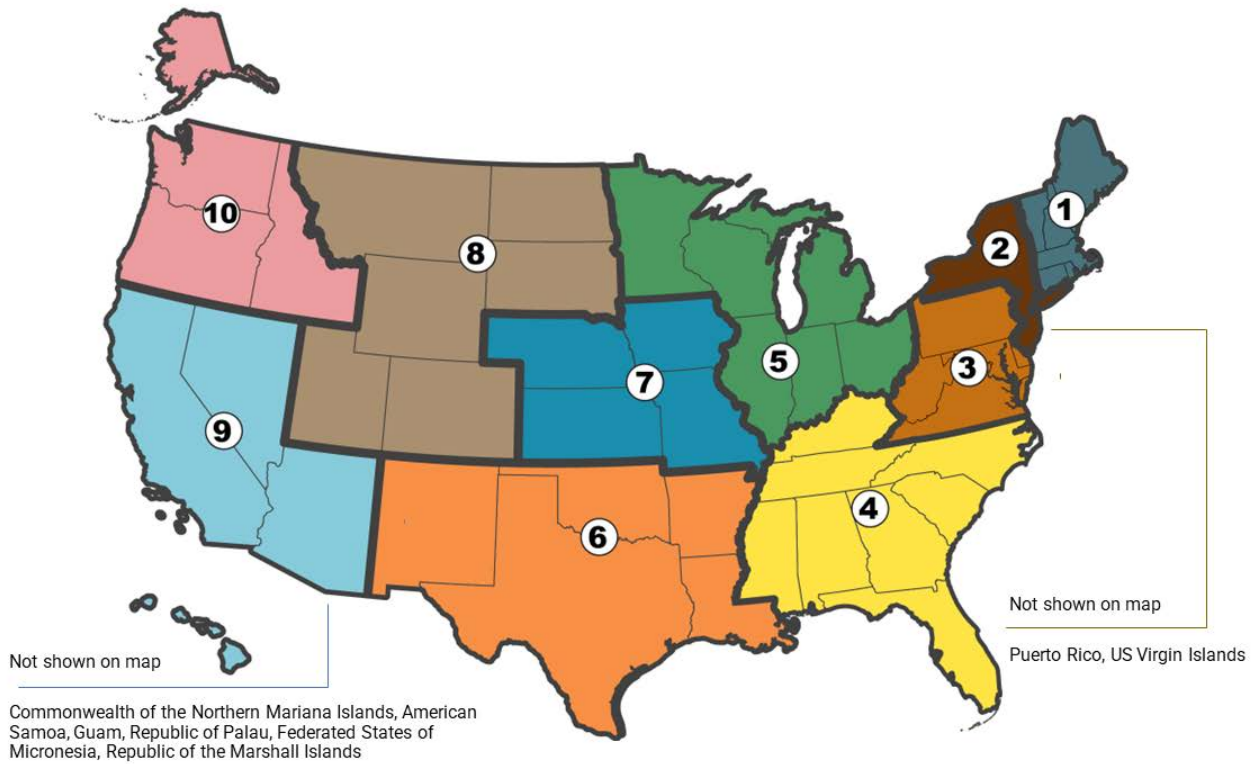 10
8
1
2
5
3
7
9
4
6
Not shown on map
Puerto Rico, US Virgin Islands
Not shown on map
Commonwealth of the Northern Mariana Islands, American
Samoa, Guam, Republic of Palau, Federated States of
Micronesia, Republic of the Marshall Islands